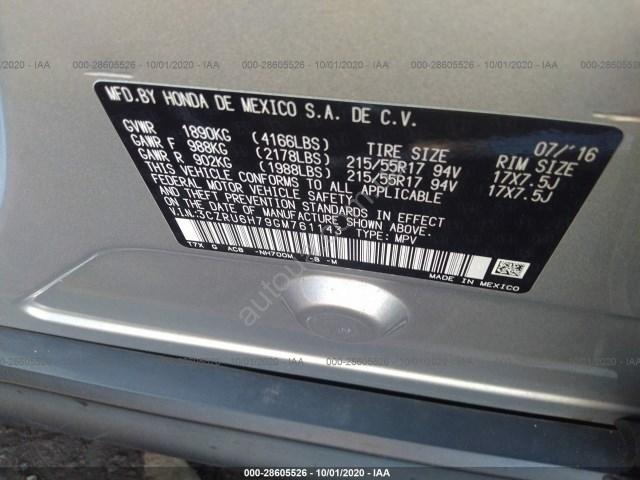 000-28605526 - 10/01/2020 - IAA
MFD.BY HONDA DE MEXICO S.A. DE C.V.
07/'16
GVWR 1890KG (4166LBS) TIRE SIZE RIM SIZE
GAWR F 988KG (2178LBS) 215/55R17 94V 17X7.5J
GAWR R 902KG (1988LBS) 215/55R17 94V 17X7.5J
THIS VEHICLE CONFORMS TO ALL APPLICABLE
FEDERAL MOTOR VEHICLE SAFETY AND
THEFT PREVENTION STANDARDS IN EFFECT ON
THE DATE OF MANUFACTURE SHOWN ABOVE.
V.I.N:3CZRU6H79GM761143 TYPE: MPV
T7X G ACB -NH700M /-B -M
MADE IN MEXICO
000-28605526 - 10/01/2020 - IAA